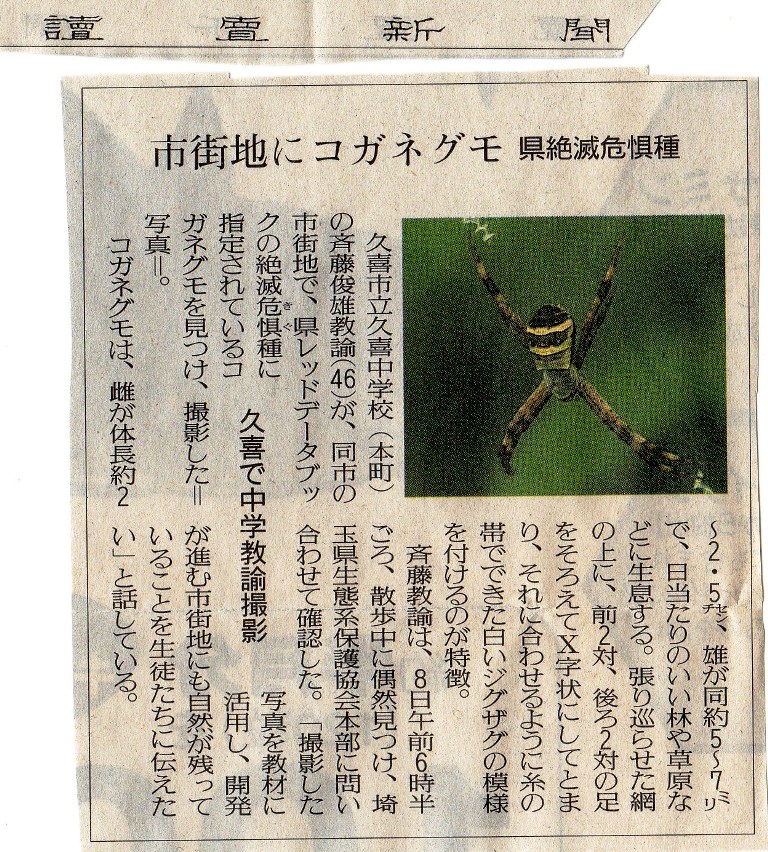 讀賣新聞
市街地にコガネグモ 県絶滅危惧種
久喜で中学教諭撮影
久喜市立久喜中学校(本町)
の斉藤俊雄教諭(46)が、同市の
市街地で、県レッドデータブッ
クの絶滅危惧種に
きぐ
指定されているコ
ガネグモを見つけ、撮影した=
写真=。
コガネグモは、雌が体長約2
~2・5㌢、雄が同約5~7㍉
で、日当たりのいい林や草原な
どに生息する。張り巡らせた網
の上に、前2対、後ろ2対の足
をそろえてX字状にしてとま
り、それに合わせるように糸の
帯でできた白いジグザグの模様
を付けるのが特徴。
斉藤教諭は、8日午前6時半
ごろ、散歩中に偶然見つけ、埼
玉県生態系保護協会本部に問い
合わせて確認した。「撮影した
写真を教材に
活用し、開発
が進む市街地にも自然が残って
いることを生徒たちに伝えた
い」と話している。